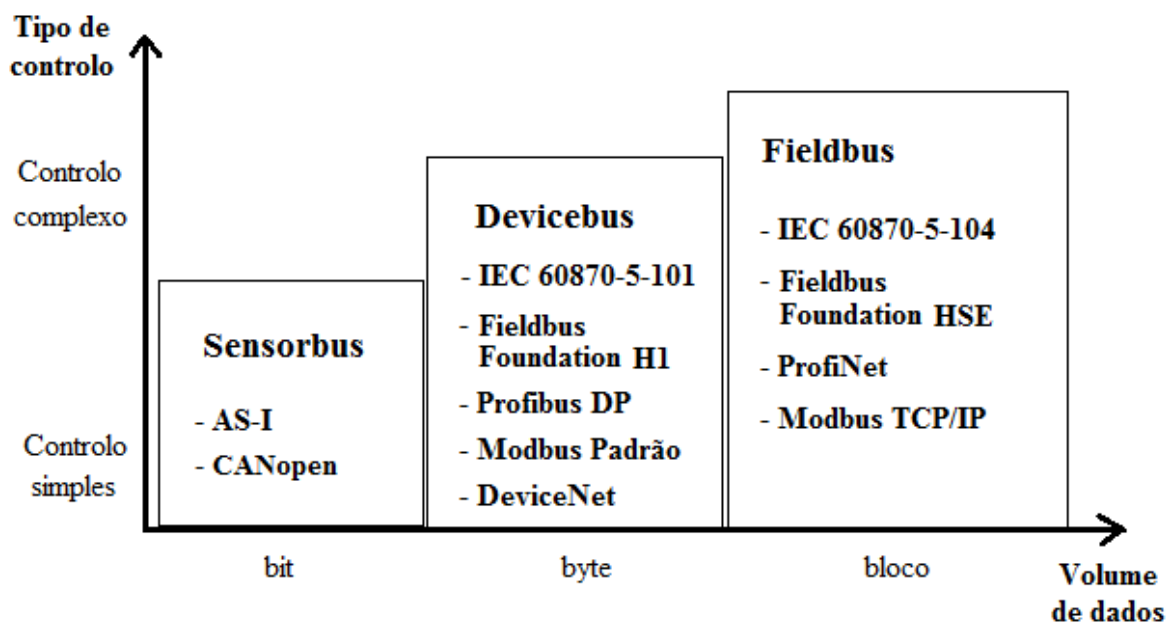 Tipo de
controlo
Controlo
complexo
Controlo
simples
Sensorbus
- AS-I
- CANopen
Devicebus
- IEC 60870-5-101
- Fieldbus
Foundation H1
- Profibus DP
- Modbus Padrão
- DeviceNet
Fieldbus
- IEC 60870-5-104
- Fieldbus
Foundation HSE
- ProfiNet
- Modbus TCP/IP
bit
byte
bloco
Volume
de dados